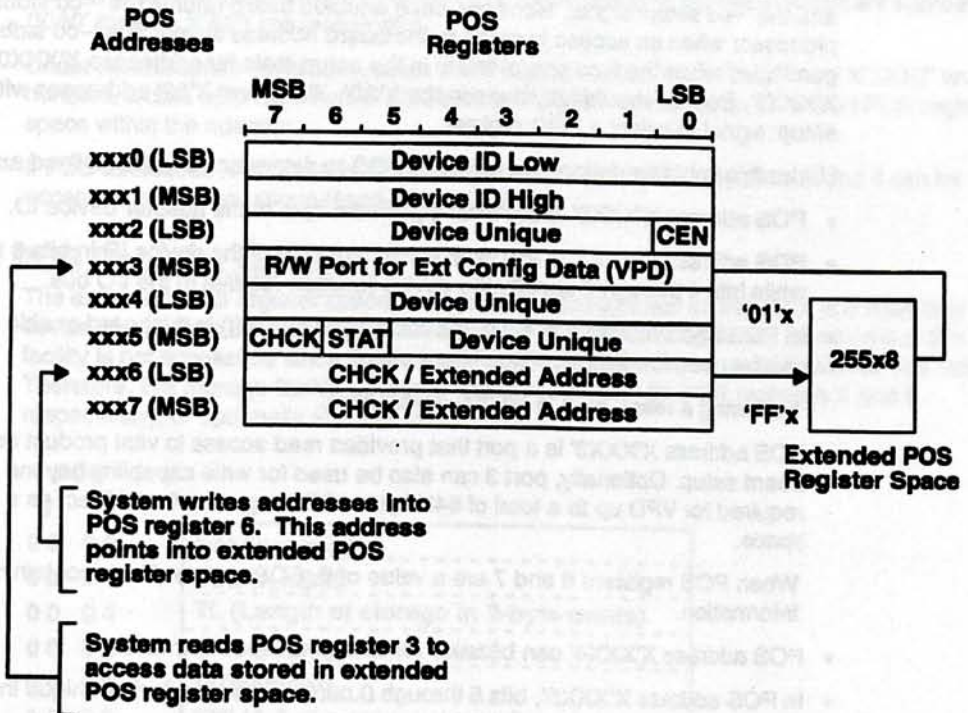 POS Addresses
POS Registers
MSB LSB
7 6 5 4 3 2 1 0
xxx0 (LSB) Device ID Low
xxx1 (MSB) Device ID High
xxx2 (LSB) Device Unique CEN
xxx3 (MSB) R/W Port for Ext Config Data (VPD)
xxx4 (LSB) Device Unique '01'x
xxx5 (MSB) CHCK STAT Device Unique 255x8
xxx6 (LSB) CHCK / Extended Address
xxx7 (MSB) CHCK / Extended Address 'FF'x
Extended POS
Register Space
System writes addresses into
POS register 6. This address
points into extended POS
register space.
System reads POS register 3 to
access data stored in extended
POS register space.